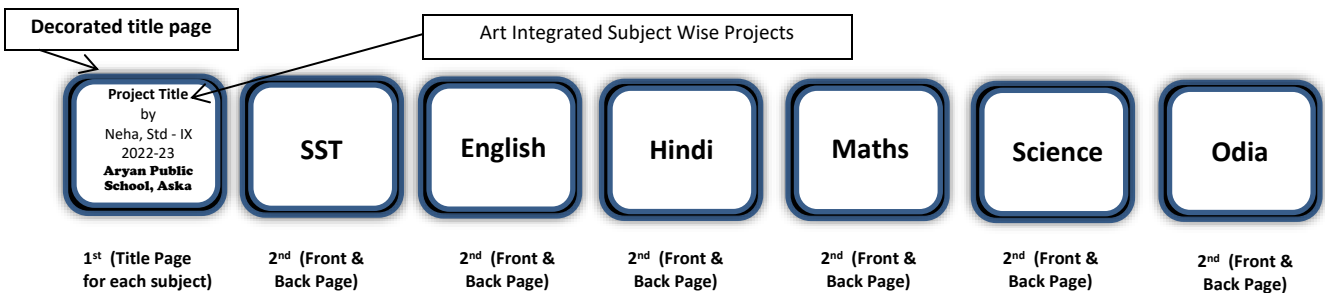 Decorated title page
Art Integrated Subject Wise Projects
Project Title
by
Neha, Std - IX
2022-23
Aryan Public
School, Aska
SST
English
Hindi
Maths
Science
Odia
1st (Title Page
for each subject)
2nd (Front &
Back Page)
2nd (Front &
Back Page)
2nd (Front &
Back Page)
2nd (Front &
Back Page)
2nd (Front &
Back Page)
2nd (Front &
Back Page)